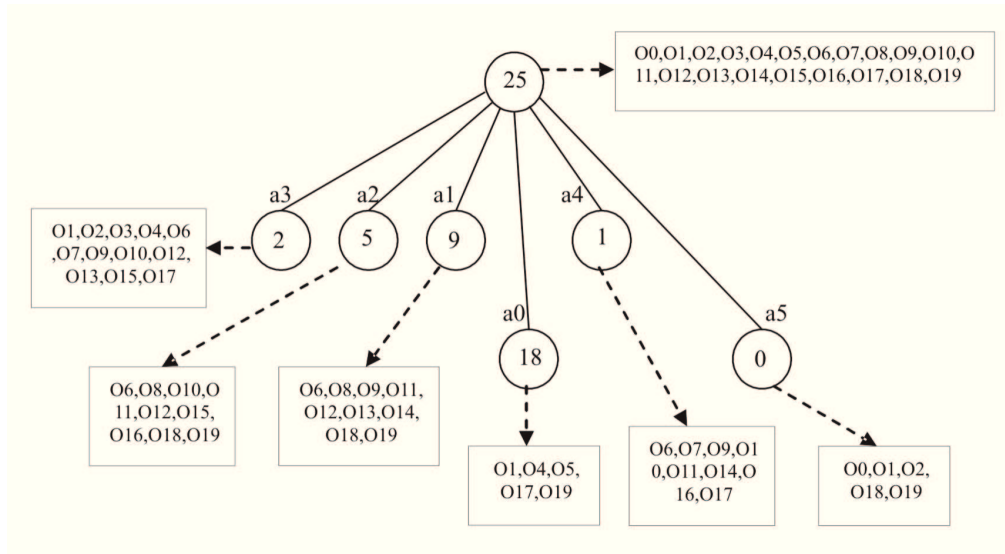 O0,O1,O2,O3,O4,O5,O6,O7,O8,O9,O10,O
11,O12,O13,O14,O15,O16,O17,O18,O19
25
a3
a2
a1
a4
2
5
9
1
O1,O2,O3,O4,O6
,O7,O9,O10,O12,
O13,O15,O17
a0
a5
18
0
O6,O8,O10,O
11,O12,O15,
O16,O18,O19
O6,O8,O9,O11,
O12,O13,O14,
O18,O19
O1,O4,O5,
O17,O19
O6,O7,O9,O1
0,O11,O14,O
16,O17
O0,O1,O2,
O18,O19